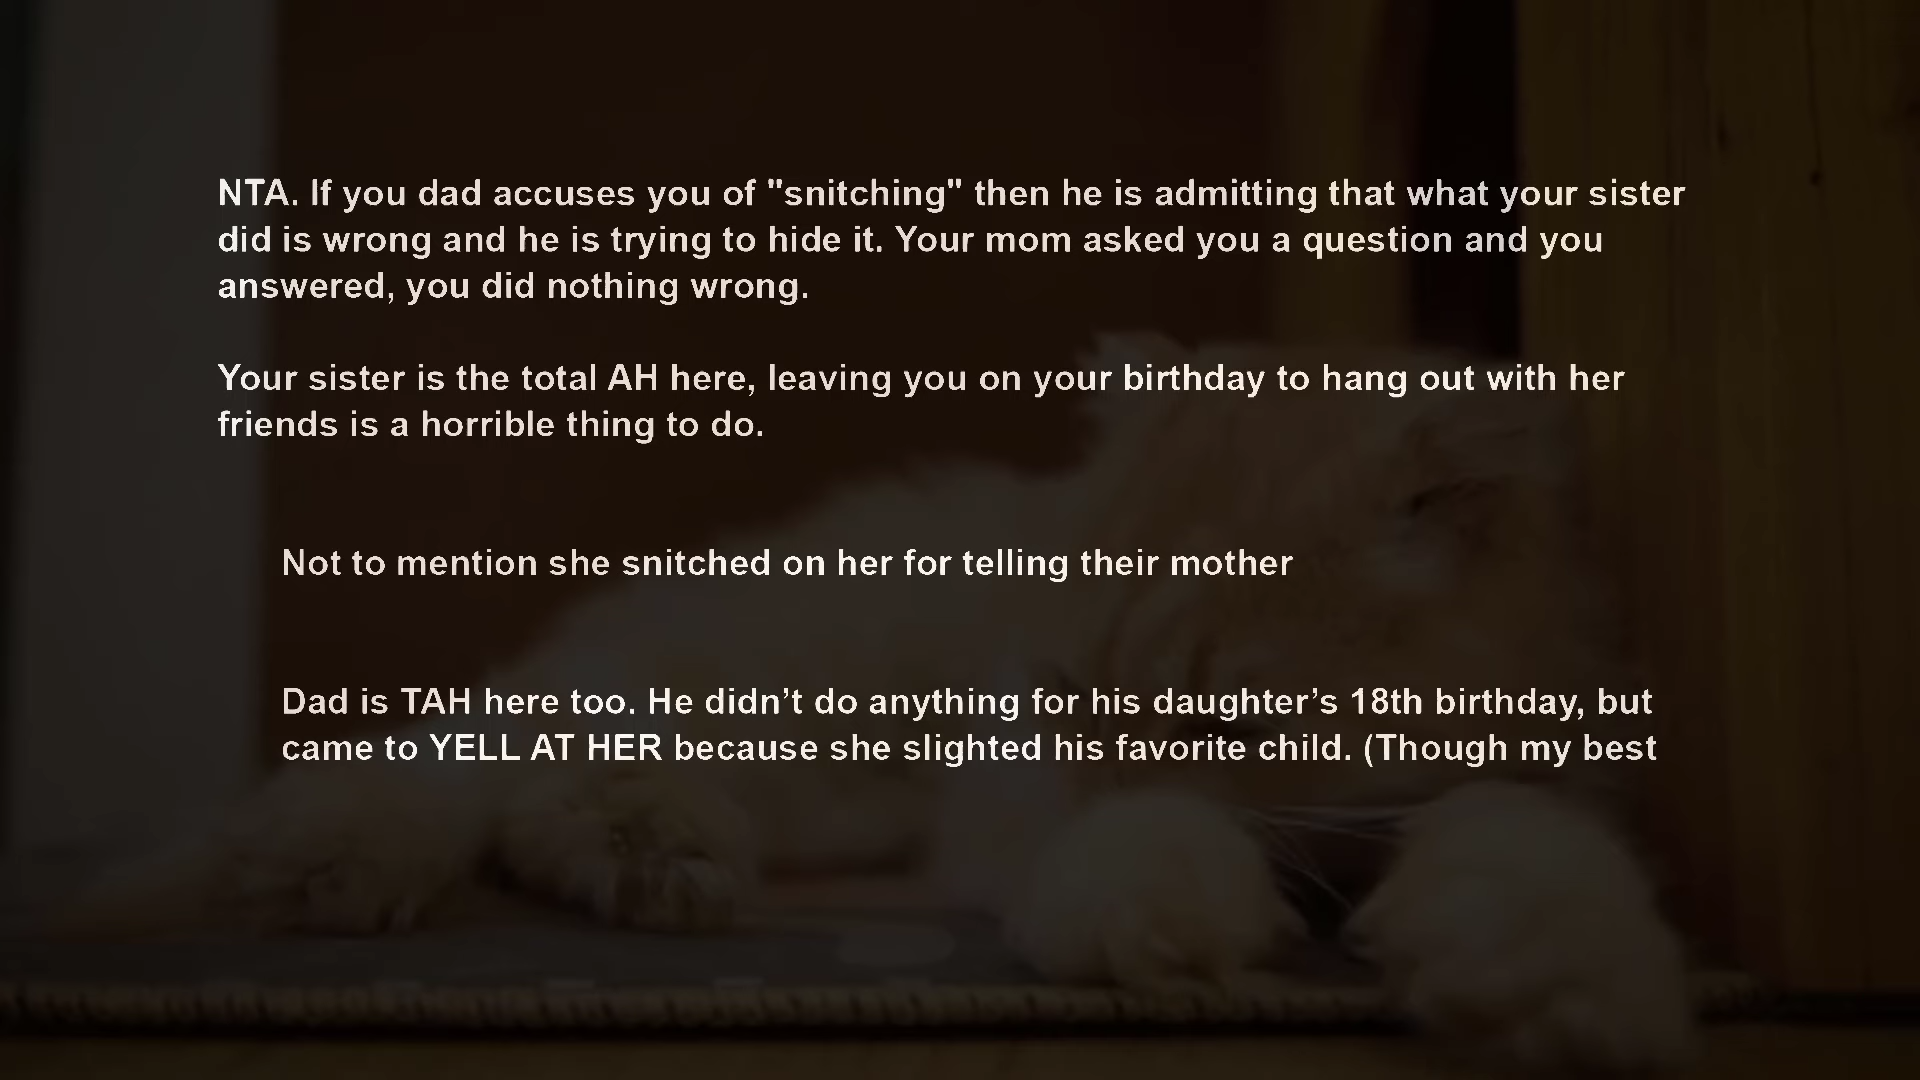 NTA. If you dad accuses you of "snitching" then he is admitting that what your sister
did is wrong and he is trying to hide it. Your mom asked you a question and you
answered, you did nothing wrong.
Your sister is the total AH here, leaving you on your birthday to hang out with her
friends is a horrible thing to do.
Not to mention she snitched on her for telling their mother
Dad is TAH here too. He didn’t do anything for his daughter’s 18th birthday, but
came to YELL AT HER because she slighted his favorite child. (Though my best